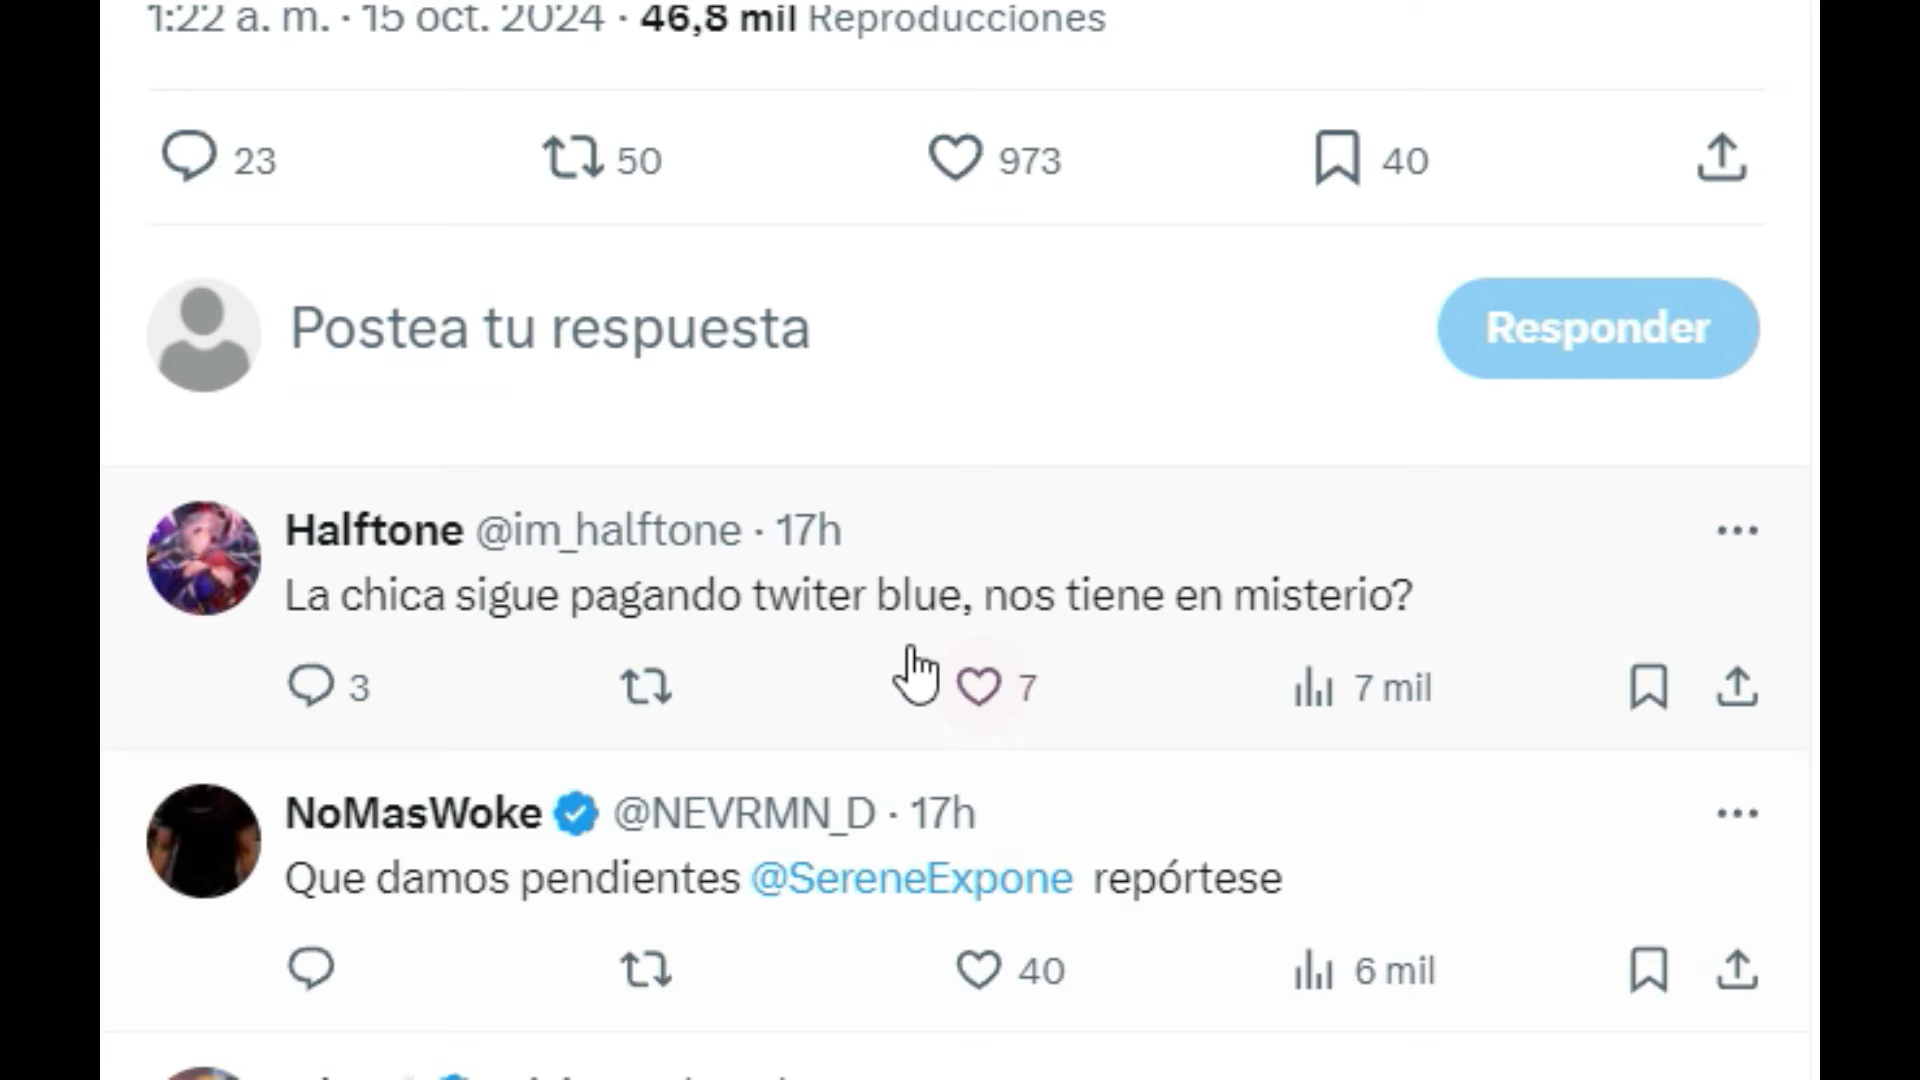 1:22 a. m. · 15 oct. 2024 · 46,8 mil Reproducciones
23 50 973 40
Postea tu respuesta Responder
Halftone @im_halftone · 17h
La chica sigue pagando twiter blue, nos tiene en misterio?
3 7 7 mil
NoMasWoke @NEVRMN_D · 17h
Que damos pendientes @SereneExpone repórtese
40 6 mil